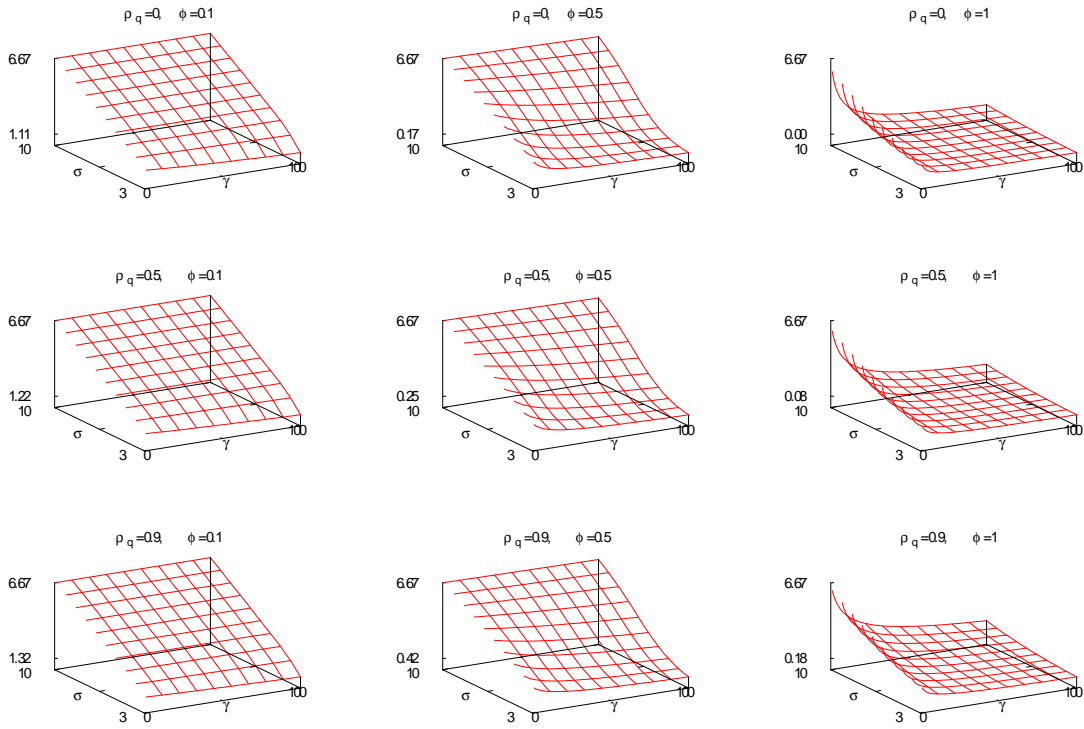 ρ q =0, ϕ =0.1
ρ q =0, ϕ =0.5
ρ q =0, ϕ =1
6.67
6.67
6.67
1.11
0.17
0.00
10
10
10
σ
γ
100
σ
γ
100
σ
γ
100
3
0
3
0
3
0
ρ q =0.5, ϕ =0.1
ρ q =0.5, ϕ =0.5
ρ q =0.5, ϕ =1
6.67
6.67
6.67
1.22
0.25
0.08
10
10
10
σ
γ
100
σ
γ
100
σ
γ
100
3
0
3
0
3
0
ρ q =0.9, ϕ =0.1
ρ q =0.9, ϕ =0.5
ρ q =0.9, ϕ =1
6.67
6.67
6.67
1.32
0.42
0.18
10
10
10
σ
γ
100
σ
γ
100
σ
γ
100
3
0
3
0
3
0